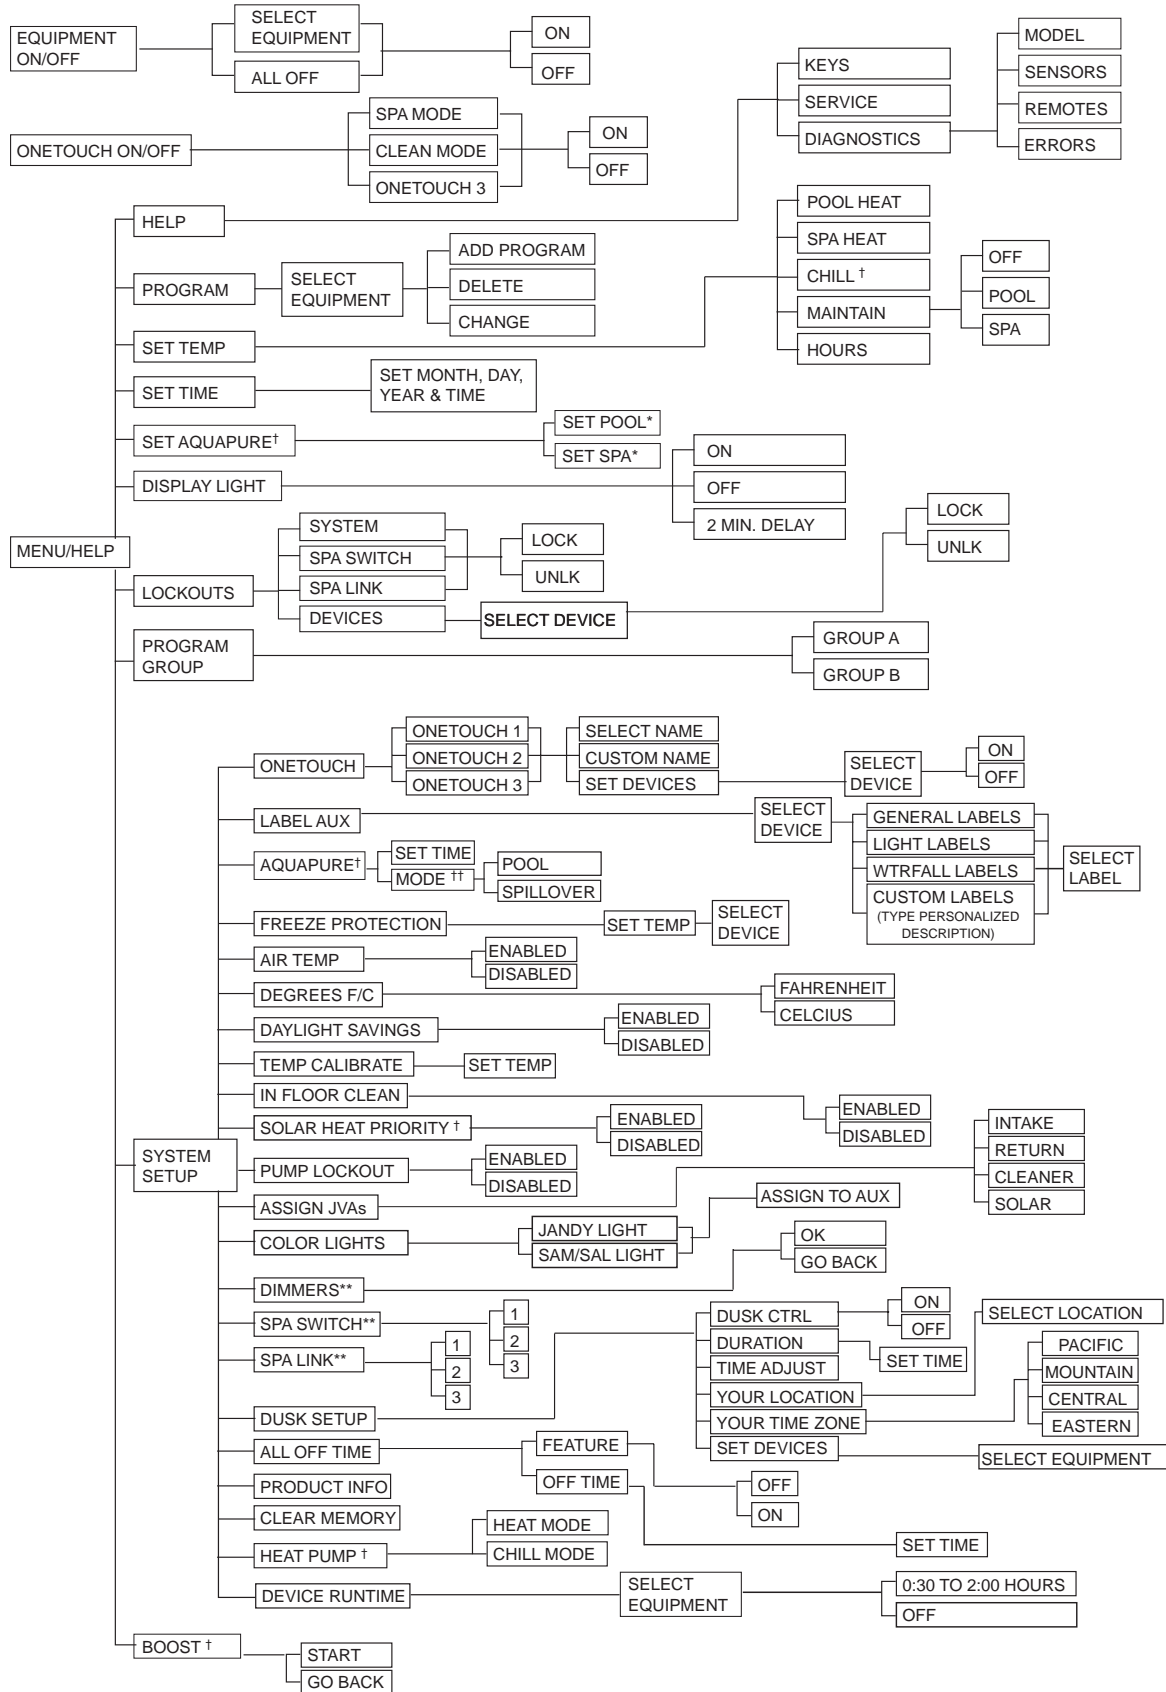 EQUIPMENT
ON/OFF
SELECT
EQUIPMENT
ALL OFF
ON
OFF
ONETOUCH ON/OFF
SPA MODE
CLEAN MODE
ONETOUCH 3
ON
OFF
MENU/HELP
HELP
KEYS
SERVICE
DIAGNOSTICS
MODEL
SENSORS
REMOTES
ERRORS
PROGRAM
SELECT
EQUIPMENT
ADD PROGRAM
DELETE
CHANGE
SET TEMP
POOL HEAT
SPA HEAT
CHILL †
MAINTAIN
HOURS
OFF
POOL
SPA
SET TIME
SET MONTH, DAY,
YEAR & TIME
SET AQUAPURE†
SET POOL*
SET SPA*
DISPLAY LIGHT
ON
OFF
2 MIN. DELAY
LOCKOUTS
SYSTEM
SPA SWITCH
SPA LINK
DEVICES
LOCK
UNLK
SELECT DEVICE
LOCK
UNLK
PROGRAM
GROUP
GROUP A
GROUP B
SYSTEM
SETUP
ONETOUCH
ONETOUCH 1
ONETOUCH 2
ONETOUCH 3
SELECT NAME
CUSTOM NAME
SET DEVICES
SELECT
DEVICE
ON
OFF
LABEL AUX
SELECT
DEVICE
GENERAL LABELS
LIGHT LABELS
WTRFALL LABELS
CUSTOM LABELS
(TYPE PERSONALIZED
DESCRIPTION)
SELECT
LABEL
AQUAPURE†
SET TIME
MODE ††
POOL
SPILLOVER
FREEZE PROTECTION
SET TEMP
SELECT
DEVICE
AIR TEMP
ENABLED
DISABLED
DEGREES F/C
FAHRENHEIT
CELCIUS
DAYLIGHT SAVINGS
ENABLED
DISABLED
TEMP CALIBRATE
SET TEMP
IN FLOOR CLEAN
ENABLED
DISABLED
SOLAR HEAT PRIORITY †
ENABLED
DISABLED
PUMP LOCKOUT
ENABLED
DISABLED
ASSIGN JVAs
INTAKE
RETURN
CLEANER
SOLAR
COLOR LIGHTS
JANDY LIGHT
SAM/SAL LIGHT
ASSIGN TO AUX
DIMMERS**
OK
GO BACK
SPA SWITCH**
1
2
3
SPA LINK**
1
2
3
DUSK SETUP
DUSK CTRL
ON
OFF
DURATION
SET TIME
TIME ADJUST
YOUR LOCATION
SELECT LOCATION
YOUR TIME ZONE
PACIFIC
MOUNTAIN
CENTRAL
EASTERN
SET DEVICES
SELECT EQUIPMENT
ALL OFF TIME
FEATURE
OFF TIME
OFF
ON
SET TIME
PRODUCT INFO
CLEAR MEMORY
HEAT PUMP †
HEAT MODE
CHILL MODE
DEVICE RUNTIME
SELECT
EQUIPMENT
0:30 TO 2:00 HOURS
OFF
BOOST †
START
GO BACK